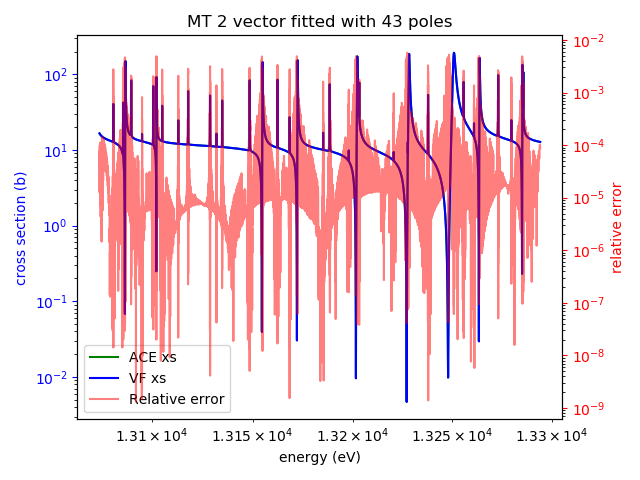 MT 2 vector fitted with 43 poles
cross section (b)
10²
10¹
10⁰
10⁻¹
10⁻²
10⁻²
10⁻³
10⁻⁴
10⁻⁵
10⁻⁶
10⁻⁷
10⁻⁸
10⁻⁹
relative error
ACE xs
VF xs
Relative error
1.31×10⁴ 1.315×10⁴ 1.32×10⁴ 1.325×10⁴ 1.33×10⁴
energy (eV)